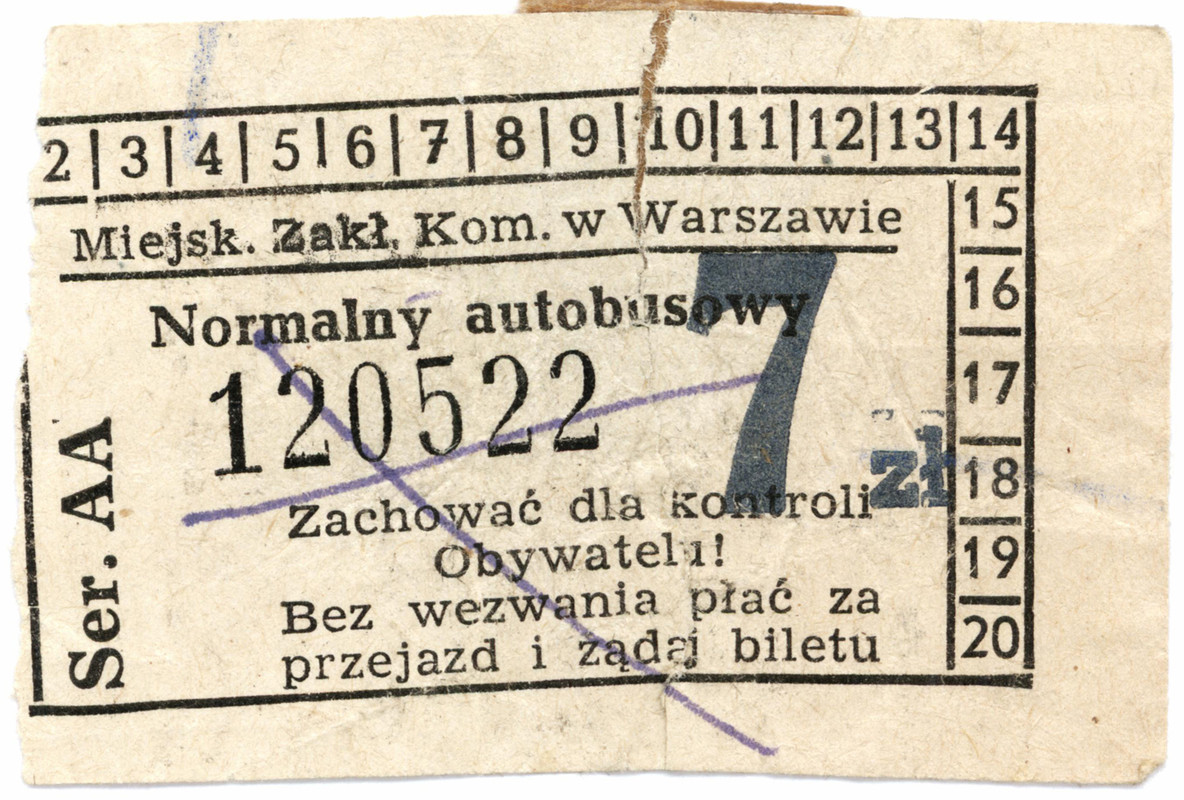 2 | 3 | 4 | 5 | 6 | 7 | 8 | 9 | 10 | 11 | 12 | 13 | 14
15
16
17
18
19
20
Miejsk. Zakł. Kom. w Warszawie
Normalny autobusowy
120522
7 zł
Ser. AA
Zachować dla kontroli
Obywatelu!
Bez wezwania płać za
przejazd i ządaj biletu